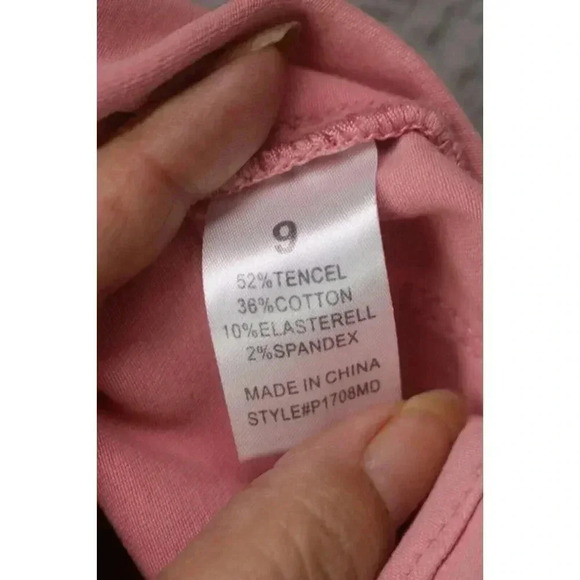 9
52%TENCEL
36%COTTON
10%ELASTERELL
2%SPANDEX
MADE IN CHINA
STYLE#P1708MD